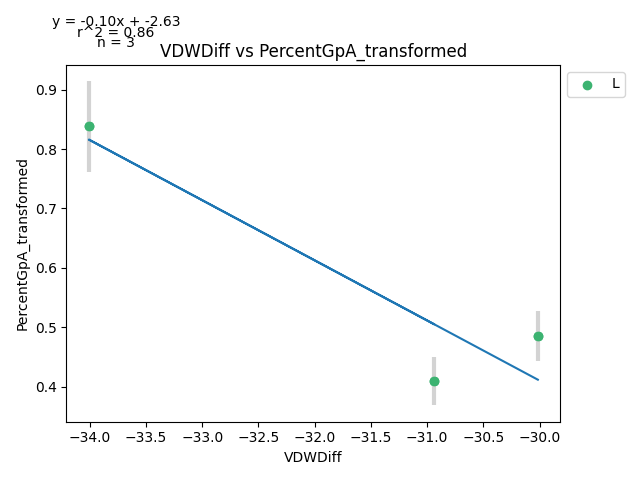 y = -0.10x + -2.63
r^2 = 0.86
n = 3
VDWDiff vs PercentGpA_transformed
L
PercentGpA_transformed
0.9
0.8
0.7
0.6
0.5
0.4
−34.0 −33.5 −33.0 −32.5 −32.0 −31.5 −31.0 −30.5 −30.0
VDWDiff